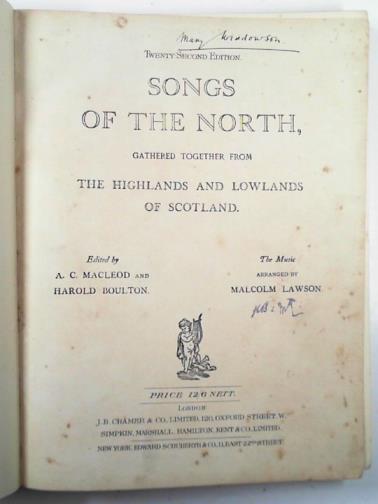 Mary
TWENTY-SECOND EDITION.
SONGS
OF THE NORTH,
GATHERED TOGETHER FROM
THE HIGHLANDS AND LOWLANDS
OF SCOTLAND.
Edited by
A. C. MACLEOD AND
HAROLD BOULTON.
The Music
ARRANGED BY
MALCOLM LAWSON.
PRICE 12/6 NETT.
LONDON
J. B. CRAMER & CO., LIMITED, 120, OXFORD STREET, W.
SIMPKIN, MARSHALL, HAMILTON, KENT & CO., LIMITED.
NEW YORK: EDWARD SCHUBERTH & CO., 11, EAST 22ND STREET.